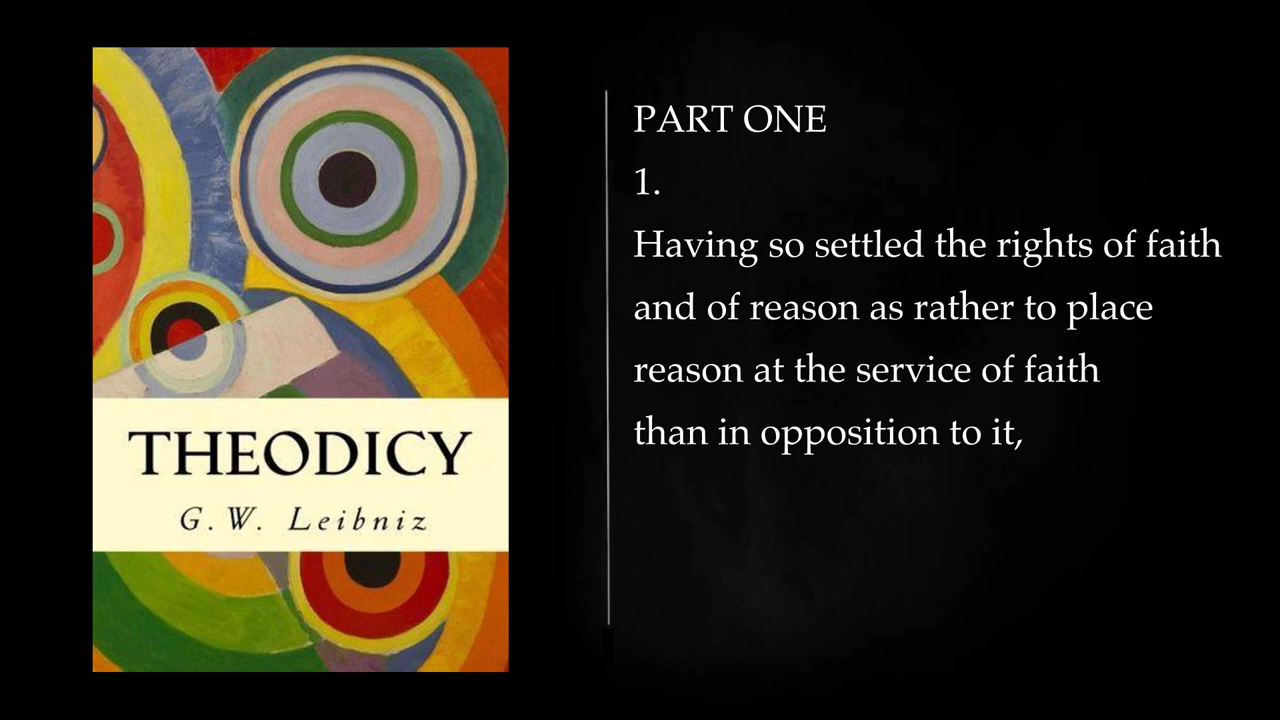 THEODICY
G. W. Leibniz
PART ONE
1.
Having so settled the rights of faith
and of reason as rather to place
reason at the service of faith
than in opposition to it,